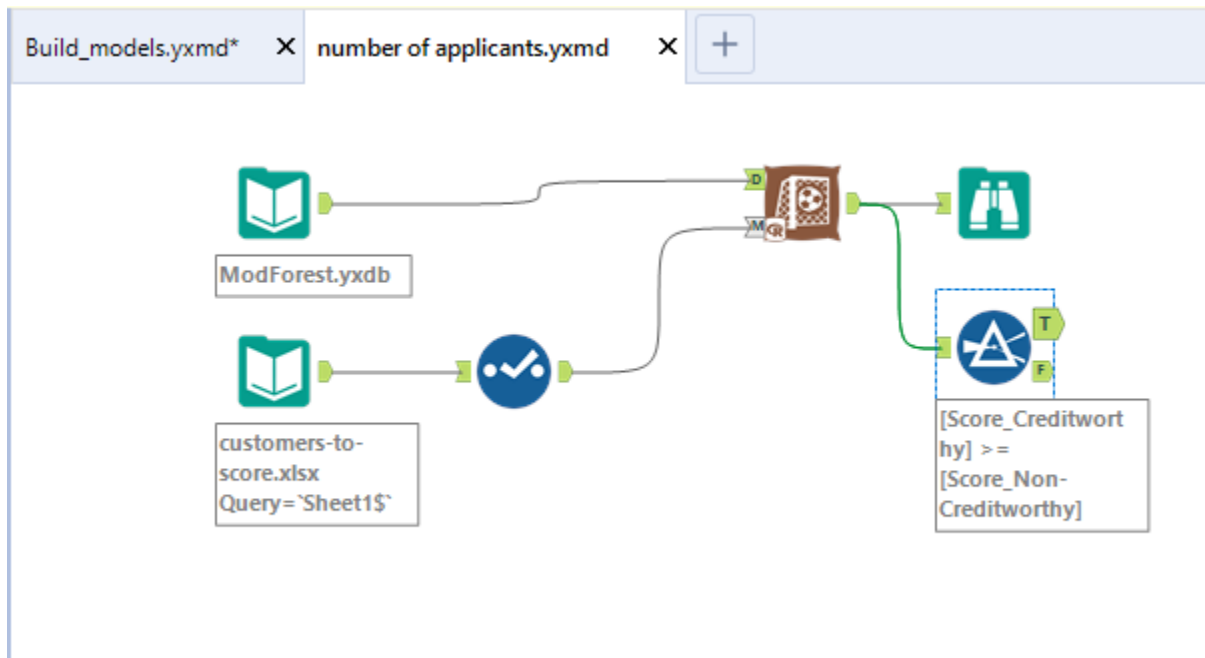 Build_models.yxmd*
number of applicants.yxmd
D
M
R
ModForest.yxdb
T
F
customers-to-
score.xlsx
Query=`Sheet1$`
[Score_Creditwort
hy] >=
[Score_Non-
Creditworthy]